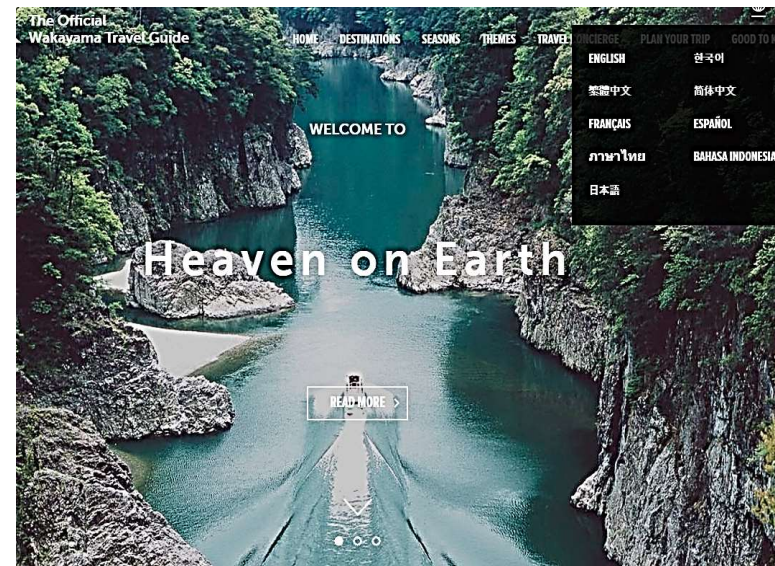 The Official
Wakayama Travel Guide
HOME DESTINATIONS SEASONS THEMES TRAVEL CONCIERGE PLAN YOUR TRIP GOOD TO
ENGLISH 한국어
繁體中文 简体中文
FRANÇAIS ESPAÑOL
ภาษาไทย BAHASA INDONESIA
日本語
WELCOME TO
Heaven on Earth
READ MORE